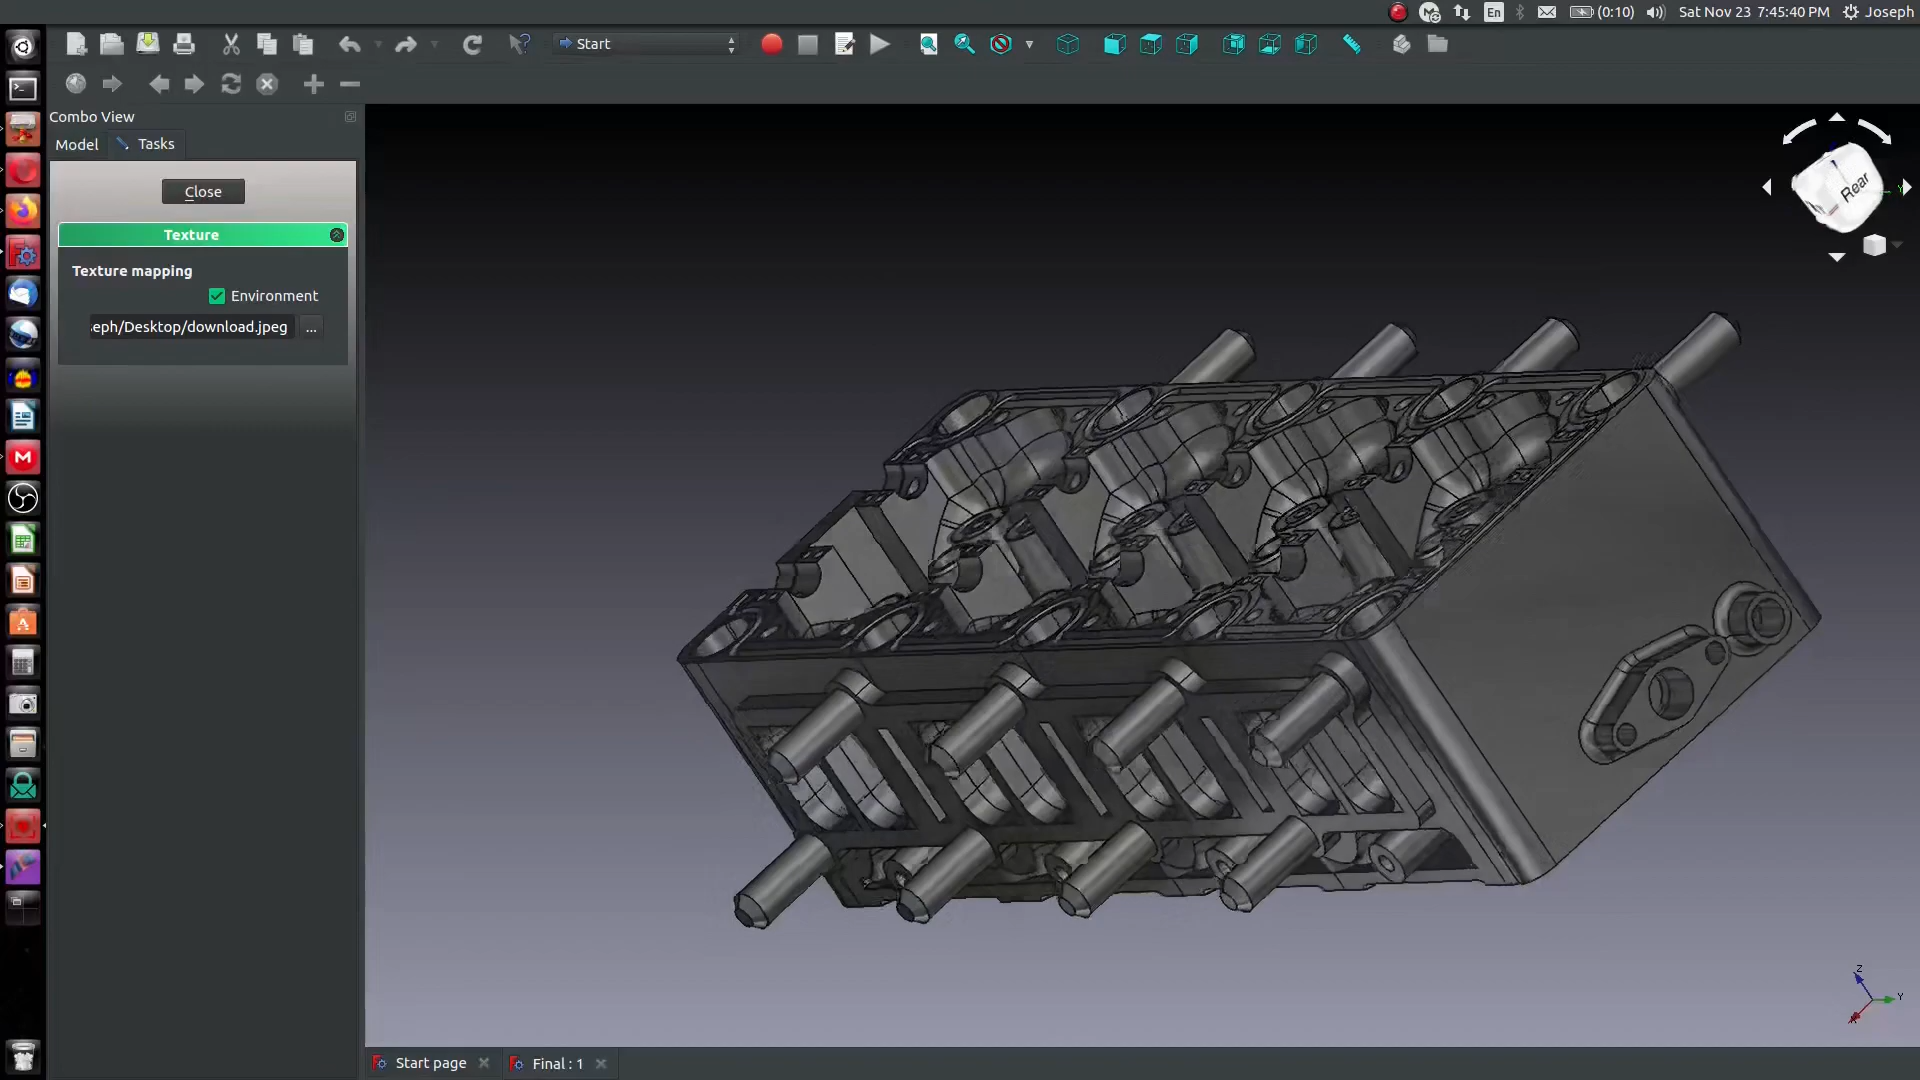 En
(0:10)
Sat Nov 23 7:45:40 PM
Joseph
Start
Combo View
Model
Tasks
Close
Texture
Texture mapping
Environment
eph/Desktop/download.jpeg
...
Rear
Y
Z
Y
X
Start page
Final : 1